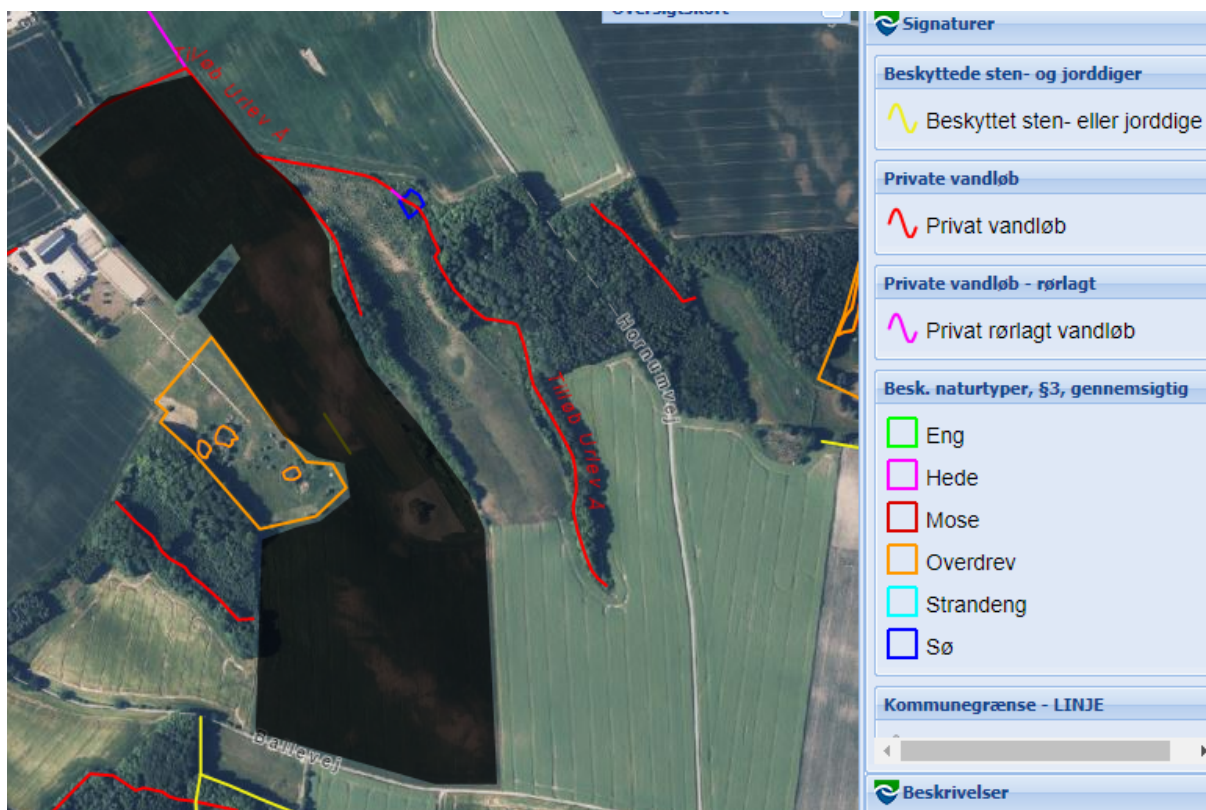 Oversigtskort
Tilløb Urlev Å
Hornumvej
Tilløb Urlev Å
Ballevej
Signaturer
Beskyttede sten- og jorddiger
Beskyttet sten- eller jorddige
Private vandløb
Privat vandløb
Private vandløb - rørlagt
Privat rørlagt vandløb
Besk. naturtyper, §3, gennemsigtig
Eng
Hede
Mose
Overdrev
Strandeng
Sø
Kommunegrænse - LINJE
Beskrivelser